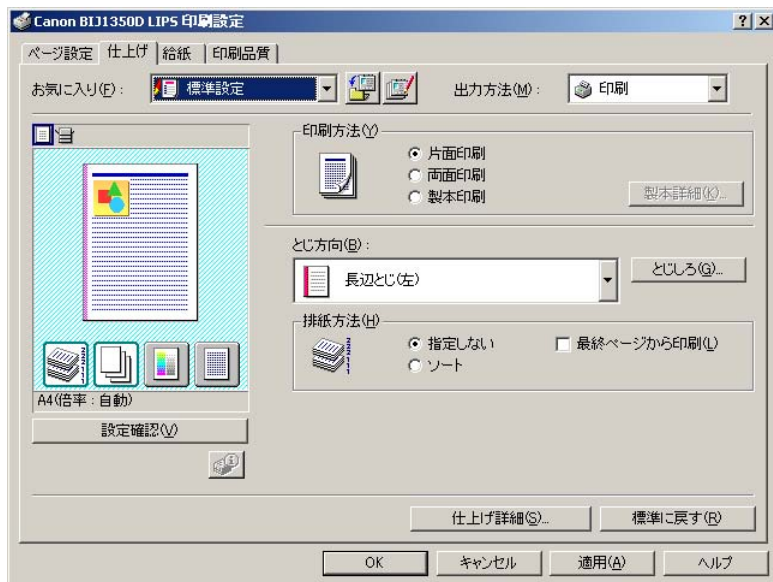 Canon BIJ1350D LIPS 印刷設定
ページ設定 仕上げ 給紙 印刷品質
お気に入り(F): 標準設定 出力方法(M): 印刷
印刷方法(Y)
片面印刷
両面印刷
製本印刷 製本詳細(K)...
とじ方向(B):
長辺とじ(左) とじしろ(G)...
排紙方法(H)
指定しない 最終ページから印刷(L)
ソート
A4(倍率:自動)
設定確認(V)
仕上げ詳細(S)... 標準に戻す(R)
OK キャンセル 適用(A) ヘルプ